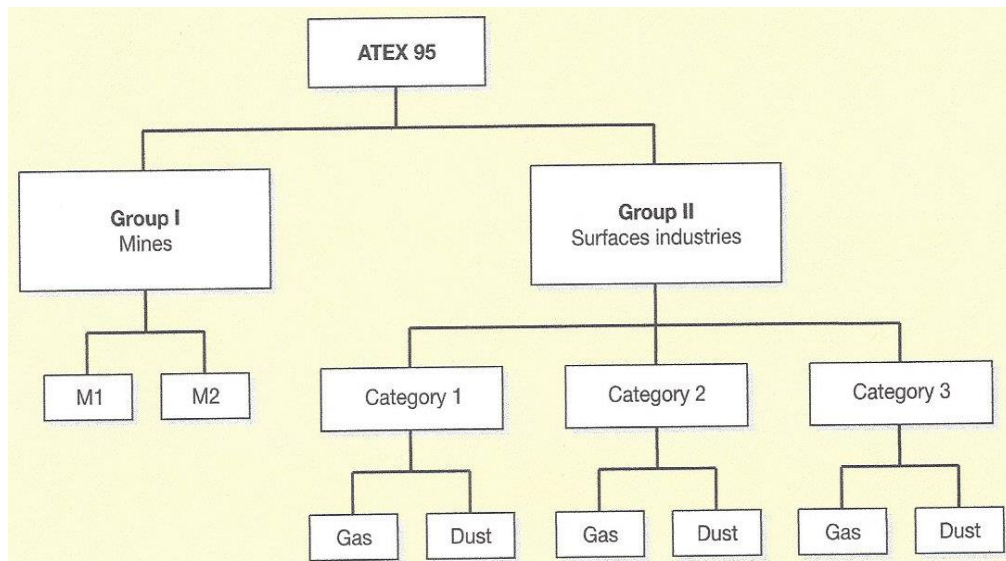 ATEX 95
Group I
Mines
Group II
Surfaces industries
M1
M2
Category 1
Category 2
Category 3
Gas
Dust
Gas
Dust
Gas
Dust